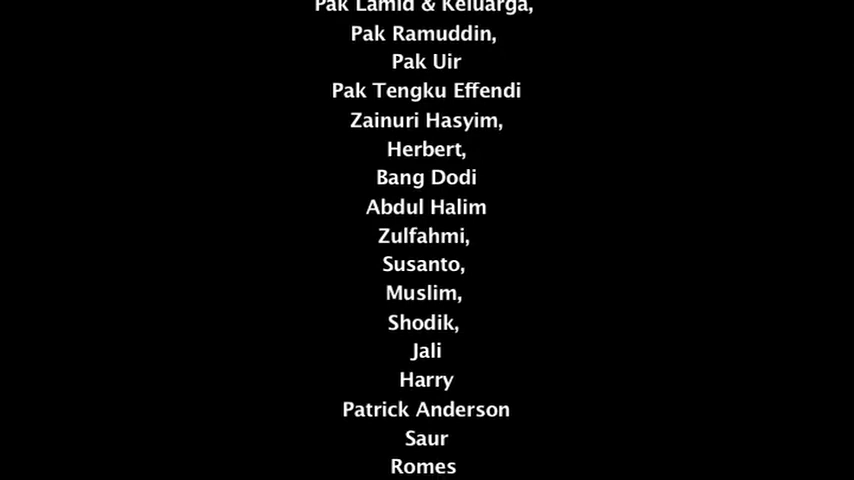 Pak Lamid & Keluarga,
Pak Ramuddin,
Pak Uir
Pak Tengku Effendi
Zainuri Hasyim,
Herbert,
Bang Dodi
Abdul Halim
Zulfahmi,
Susanto,
Muslim,
Shodik,
Jali
Harry
Patrick Anderson
Saur
Romes